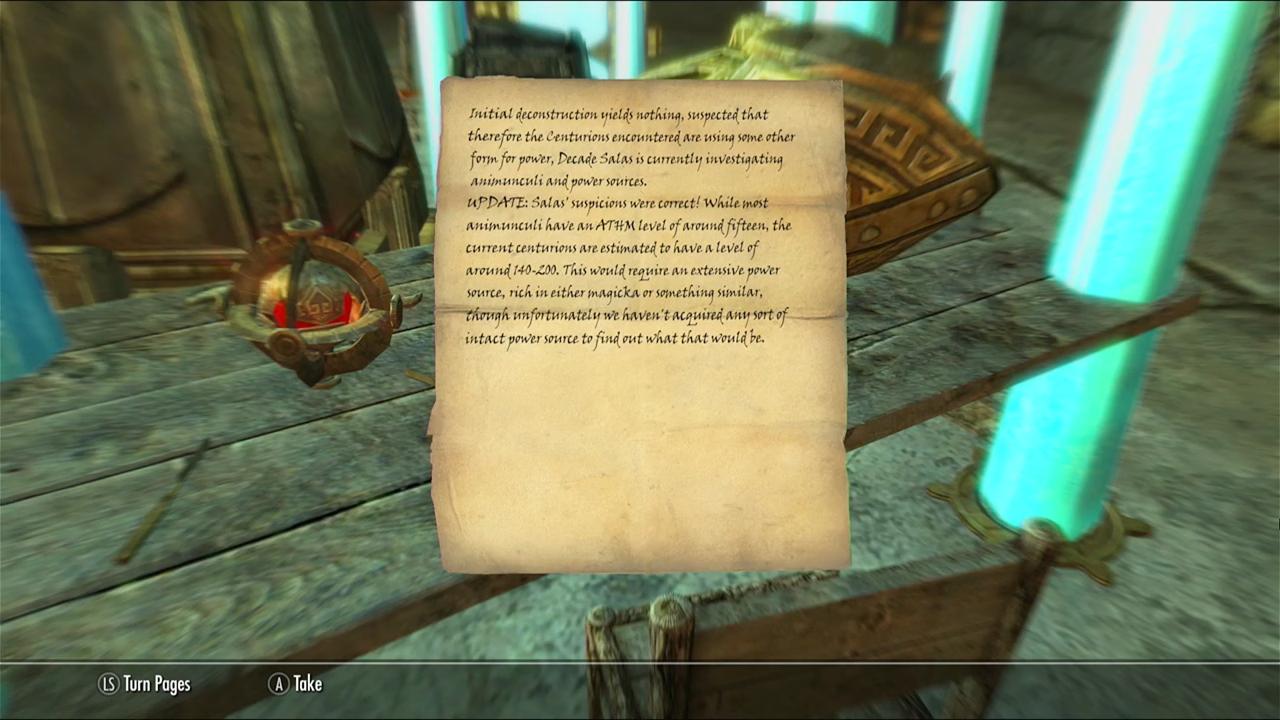 Initial deconstruction yields nothing, suspected that
therefore the Centurions encountered are using some other
form for power, Decade Salas is currently investigating
animunculi and power sources.
UPDATE: Salas' suspicions were correct! While most
animunculi have an ATHM level of around fifteen, the
current centurions are estimated to have a level of
around 140-200. This would require an extensive power
source, rich in either magicka or something similar,
though unfortunately we haven't acquired any sort of
intact power source to find out what that would be.
LS Turn Pages
A Take